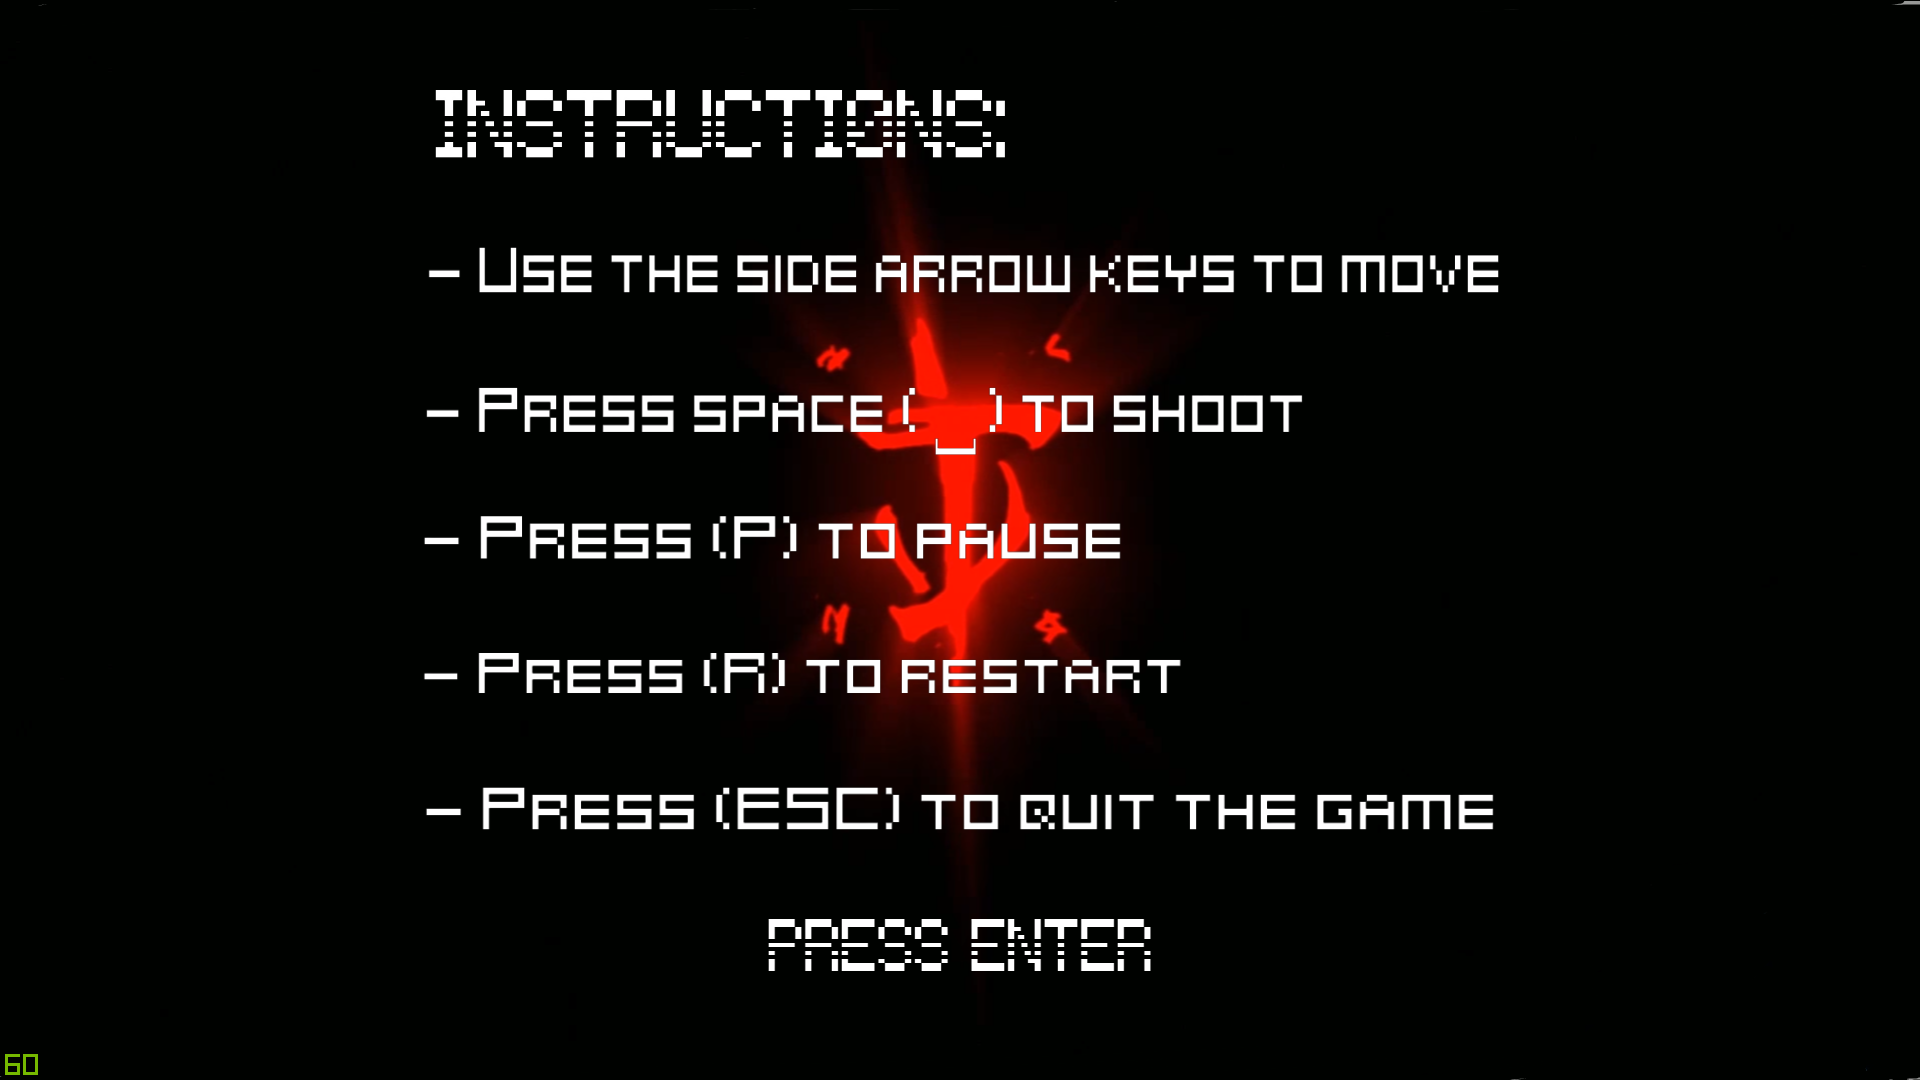 INSTRUCTIONS:
- Use the side arrow keys to move
- Press space ( ␣ ) to shoot
- Press (P) to pause
- Press (R) to restart
- Press (ESC) to quit the game
PRESS ENTER
60